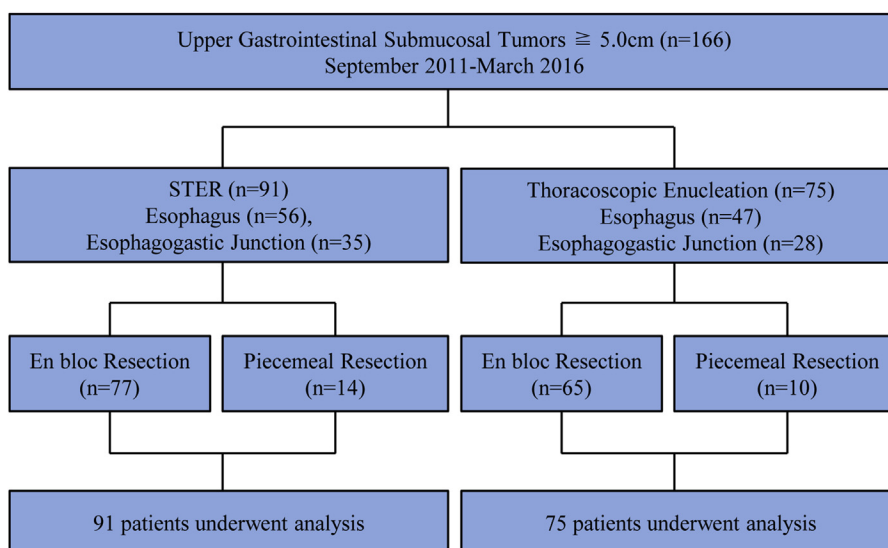 Upper Gastrointestinal Submucosal Tumors ≧ 5.0cm (n=166)
September 2011-March 2016
STER (n=91)
Esophagus (n=56),
Esophagogastic Junction (n=35)
Thoracoscopic Enucleation (n=75)
Esophagus (n=47)
Esophagogastic Junction (n=28)
En bloc Resection
(n=77)
Piecemeal Resection
(n=14)
En bloc Resection
(n=65)
Piecemeal Resection
(n=10)
91 patients underwent analysis
75 patients underwent analysis